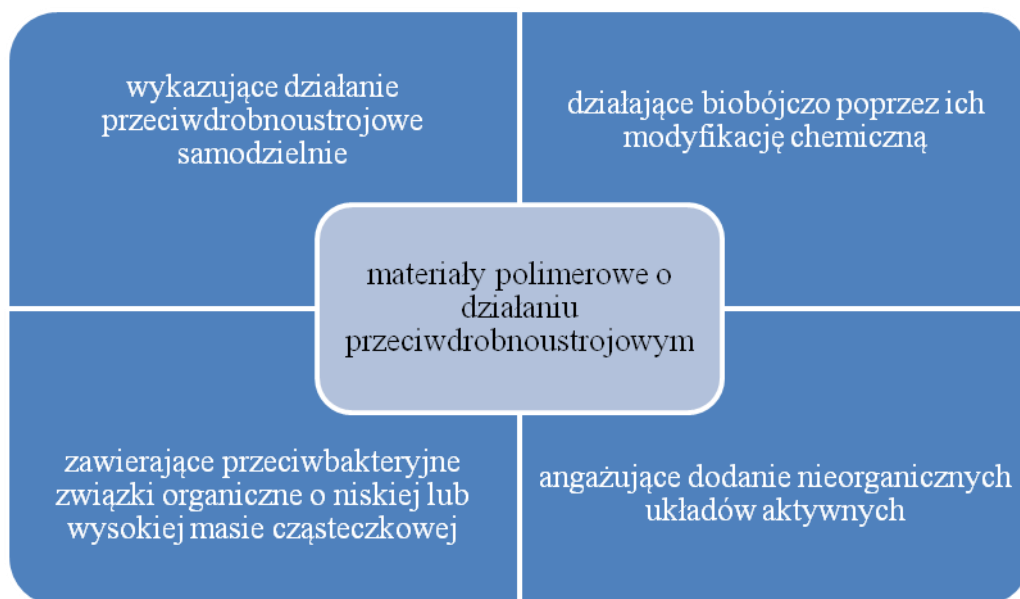 wykazujące działanie
przeciwdrobnoustrojowe
samodzielnie
działające biobójczo poprzez ich
modyfikację chemiczną
materiały polimerowe o
działaniu
przeciwdrobnoustrojowym
zawierające przeciwbakteryjne
związki organiczne o niskiej lub
wysokiej masie cząsteczkowej
angażujące dodanie nieorganicznych
układów aktywnych